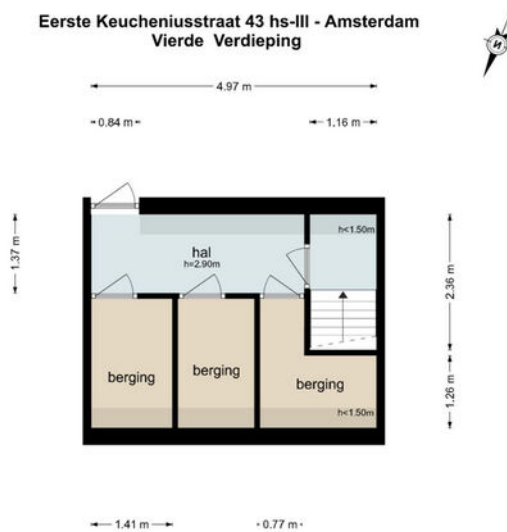 Eerste Keucheniusstraat 43 hs-III - Amsterdam
Vierde Verdieping
N
4.97 m
0.84 m
1.16 m
h<1.50m
hal
h=2.90m
1.37 m
2.36 m
berging
berging
berging
h<1.50m
1.26 m
1.41 m
0.77 m